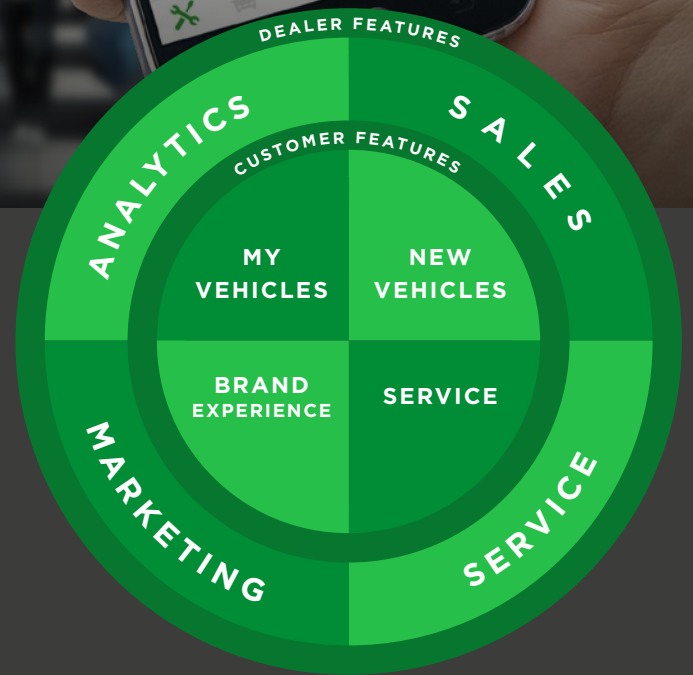 DEALER FEATURES
ANALYTICS
SALES
CUSTOMER FEATURES
MY
VEHICLES
NEW
VEHICLES
BRAND
EXPERIENCE
SERVICE
MARKETING
SERVICE